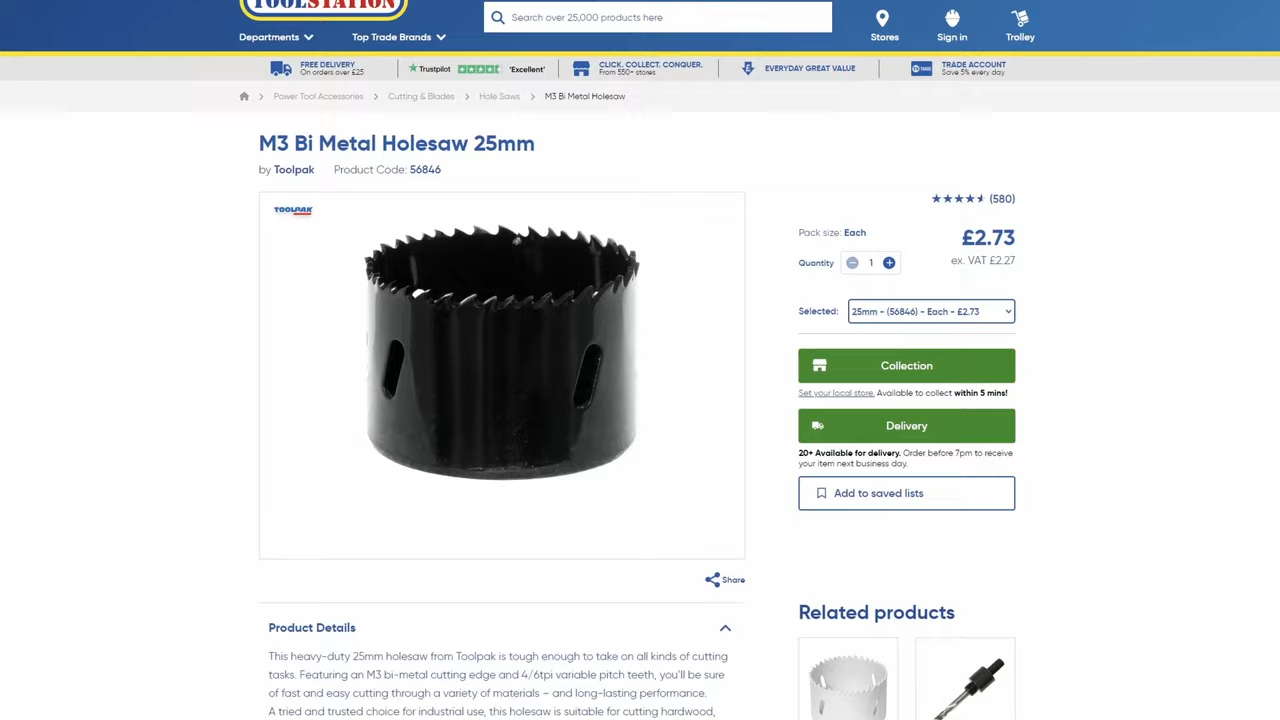 TOOLSTATION
Search over 25,000 products here
Departments
Top Trade Brands
Stores
Sign in
Trolley
FREE DELIVERY
On orders over £25
Trustpilot
'Excellent'
CLICK. COLLECT. CONQUER.
From 550+ stores
EVERYDAY GREAT VALUE
TRADE ACCOUNT
Save 5% every day
Power Tool Accessories
Cutting & Blades
Hole Saws
M3 Bi Metal Holesaw
M3 Bi Metal Holesaw 25mm
by Toolpak Product Code: 56846
TOOLPAK
(580)
Pack size: Each
£2.73
ex. VAT £2.27
Quantity 1
Selected: 25mm - (56846) - Each - £2.73
Collection
Set your local store. Available to collect within 5 mins!
Delivery
20+ Available for delivery. Order before 7pm to receive
your item next business day.
Add to saved lists
Share
Related products
Product Details
This heavy-duty 25mm holesaw from Toolpak is tough enough to take on all kinds of cutting
tasks. Featuring an M3 bi-metal cutting edge and 4/6tpi variable pitch teeth, you'll be sure
of fast and easy cutting through a variety of materials – and long-lasting performance.
A tried and trusted choice for industrial use, this holesaw is suitable for cutting hardwood,